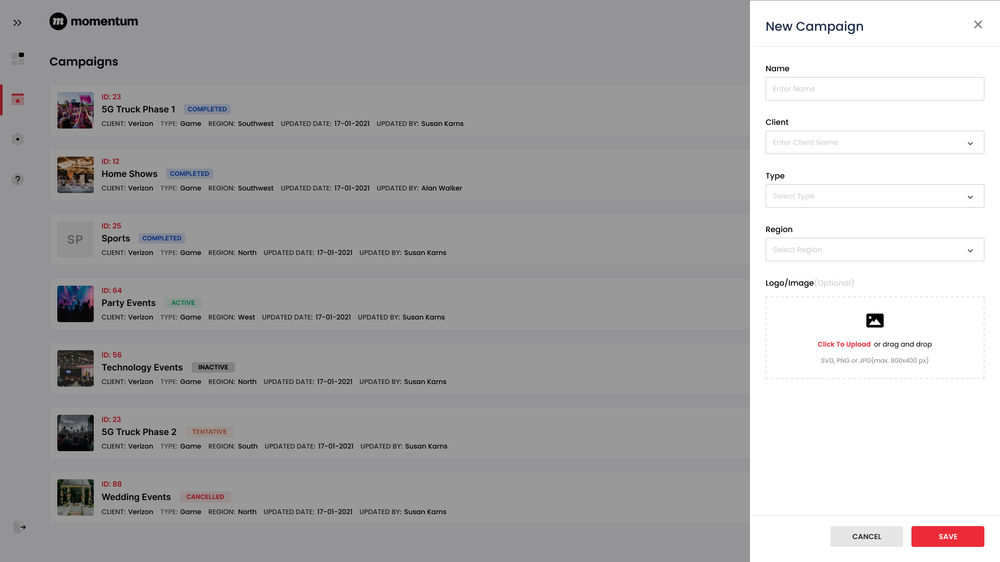 momentum
Campaigns
ID: 23
5G Truck Phase 1 COMPLETED
CLIENT: Verizon TYPE: Game REGION: Southwest UPDATED DATE: 17-01-2021 UPDATED BY: Susan Karns
ID: 12
Home Shows COMPLETED
CLIENT: Verizon TYPE: Game REGION: Southwest UPDATED DATE: 17-01-2021 UPDATED BY: Alan Walker
SP
ID: 25
Sports COMPLETED
CLIENT: Verizon TYPE: Game REGION: North UPDATED DATE: 17-01-2021 UPDATED BY: Susan Karns
ID: 64
Party Events ACTIVE
CLIENT: Verizon TYPE: Game REGION: West UPDATED DATE: 17-01-2021 UPDATED BY: Susan Karns
ID: 56
Technology Events INACTIVE
CLIENT: Verizon TYPE: Game REGION: North UPDATED DATE: 17-01-2021 UPDATED BY: Susan Karns
ID: 23
5G Truck Phase 2 TENTATIVE
CLIENT: Verizon TYPE: Game REGION: South UPDATED DATE: 17-01-2021 UPDATED BY: Susan Karns
ID: 88
Wedding Events CANCELLED
CLIENT: Verizon TYPE: Game REGION: North UPDATED DATE: 17-01-2021 UPDATED BY: Susan Karns
New Campaign
Name
Enter Name
Client
Enter Client Name
Type
Select Type
Region
Select Region
Logo/Image(Optional)
Click To Upload or drag and drop
SVG, PNG or JPG(max. 800x400 px)
CANCEL
SAVE